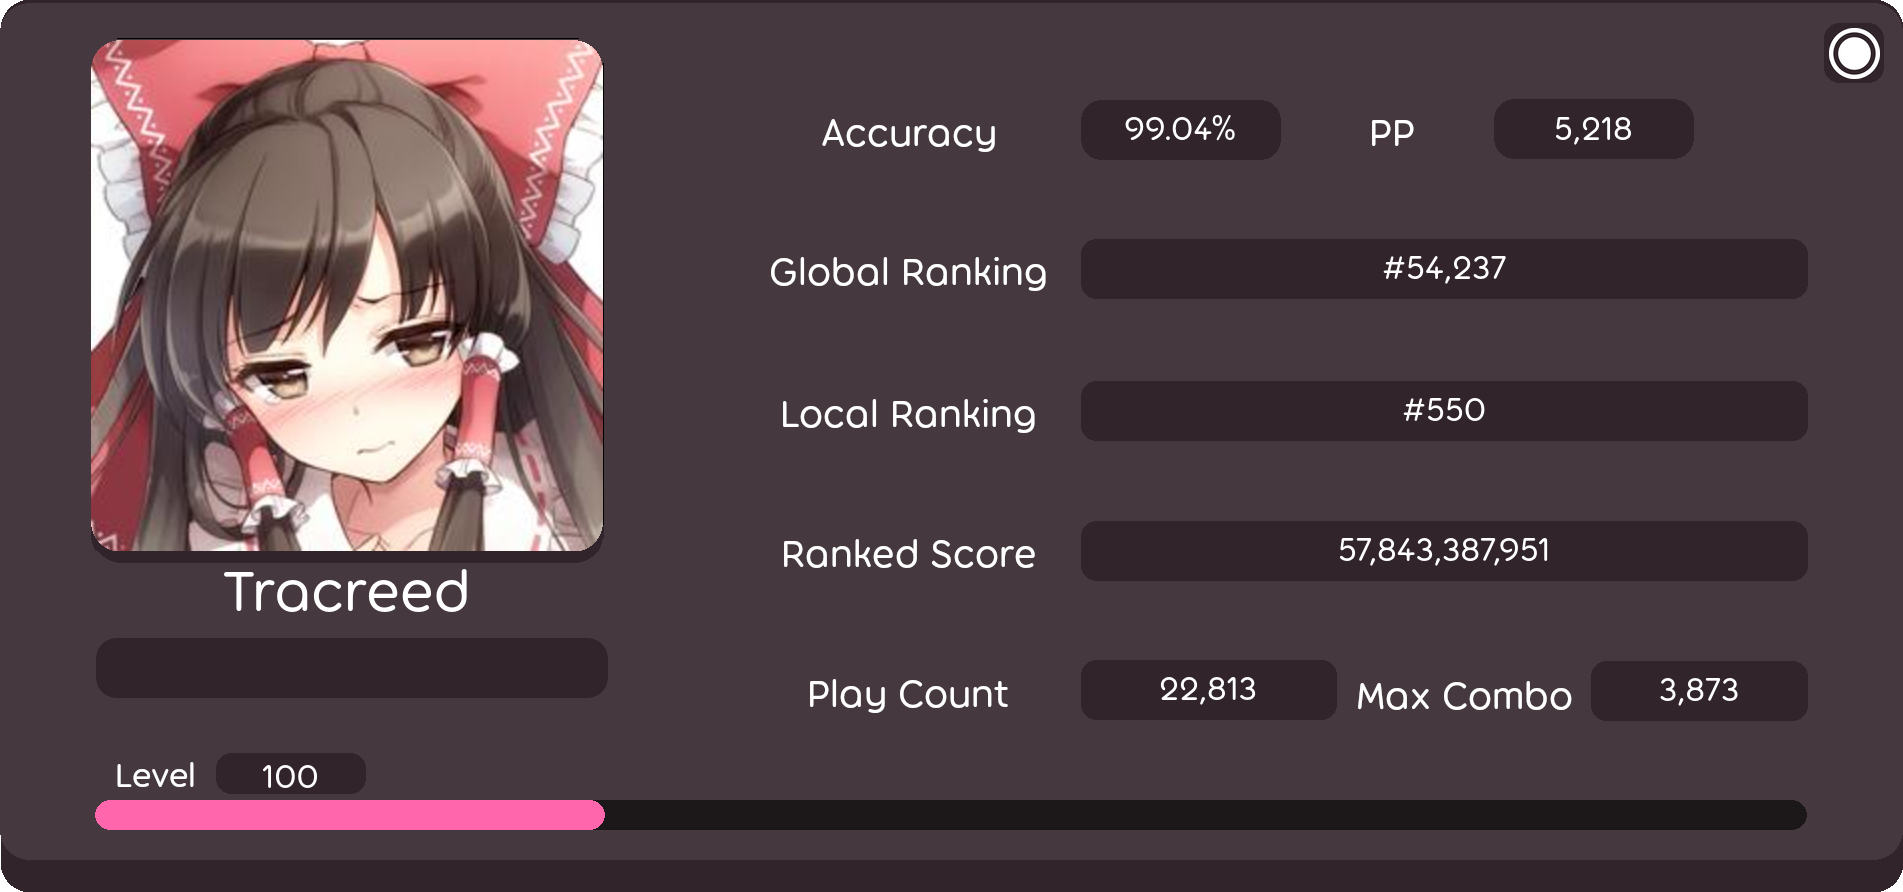 Accuracy 99.04% PP 5,218
Global Ranking #54,237
Local Ranking #550
Ranked Score 57,843,387,951
Tracreed
Play Count 22,813 Max Combo 3,873
Level 100